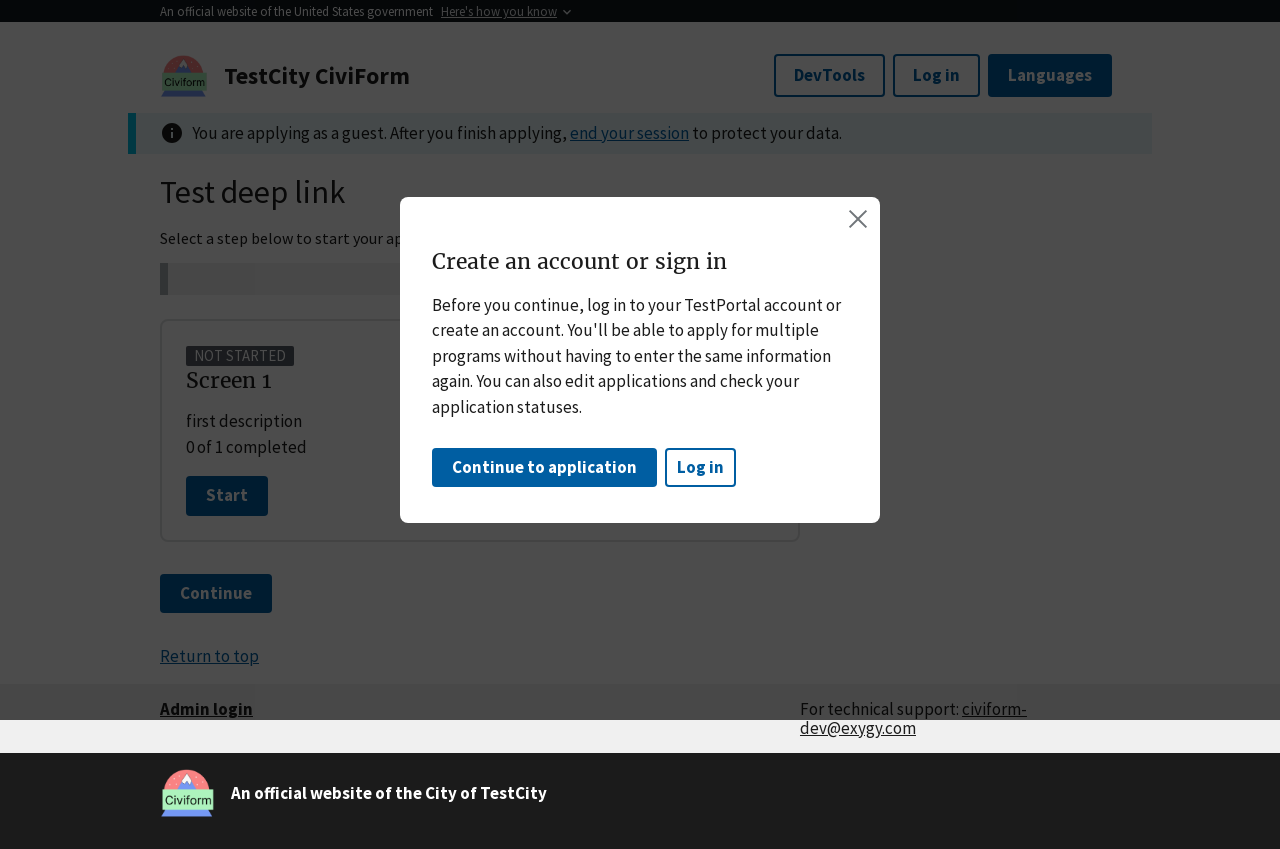 An official website of the United States government Here's how you know
Civiform
TestCity CiviForm
DevTools
Log in
Languages
You are applying as a guest. After you finish applying, end your session to protect your data.
Test deep link
Select a step below to start your ap
Create an account or sign in
Before you continue, log in to your TestPortal account or
create an account. You'll be able to apply for multiple
programs without having to enter the same information
again. You can also edit applications and check your
application statuses.
Continue to application
Log in
NOT STARTED
Screen 1
first description
0 of 1 completed
Start
Continue
Return to top
Admin login
For technical support: civiform-
dev@exygy.com
Civiform
An official website of the City of TestCity